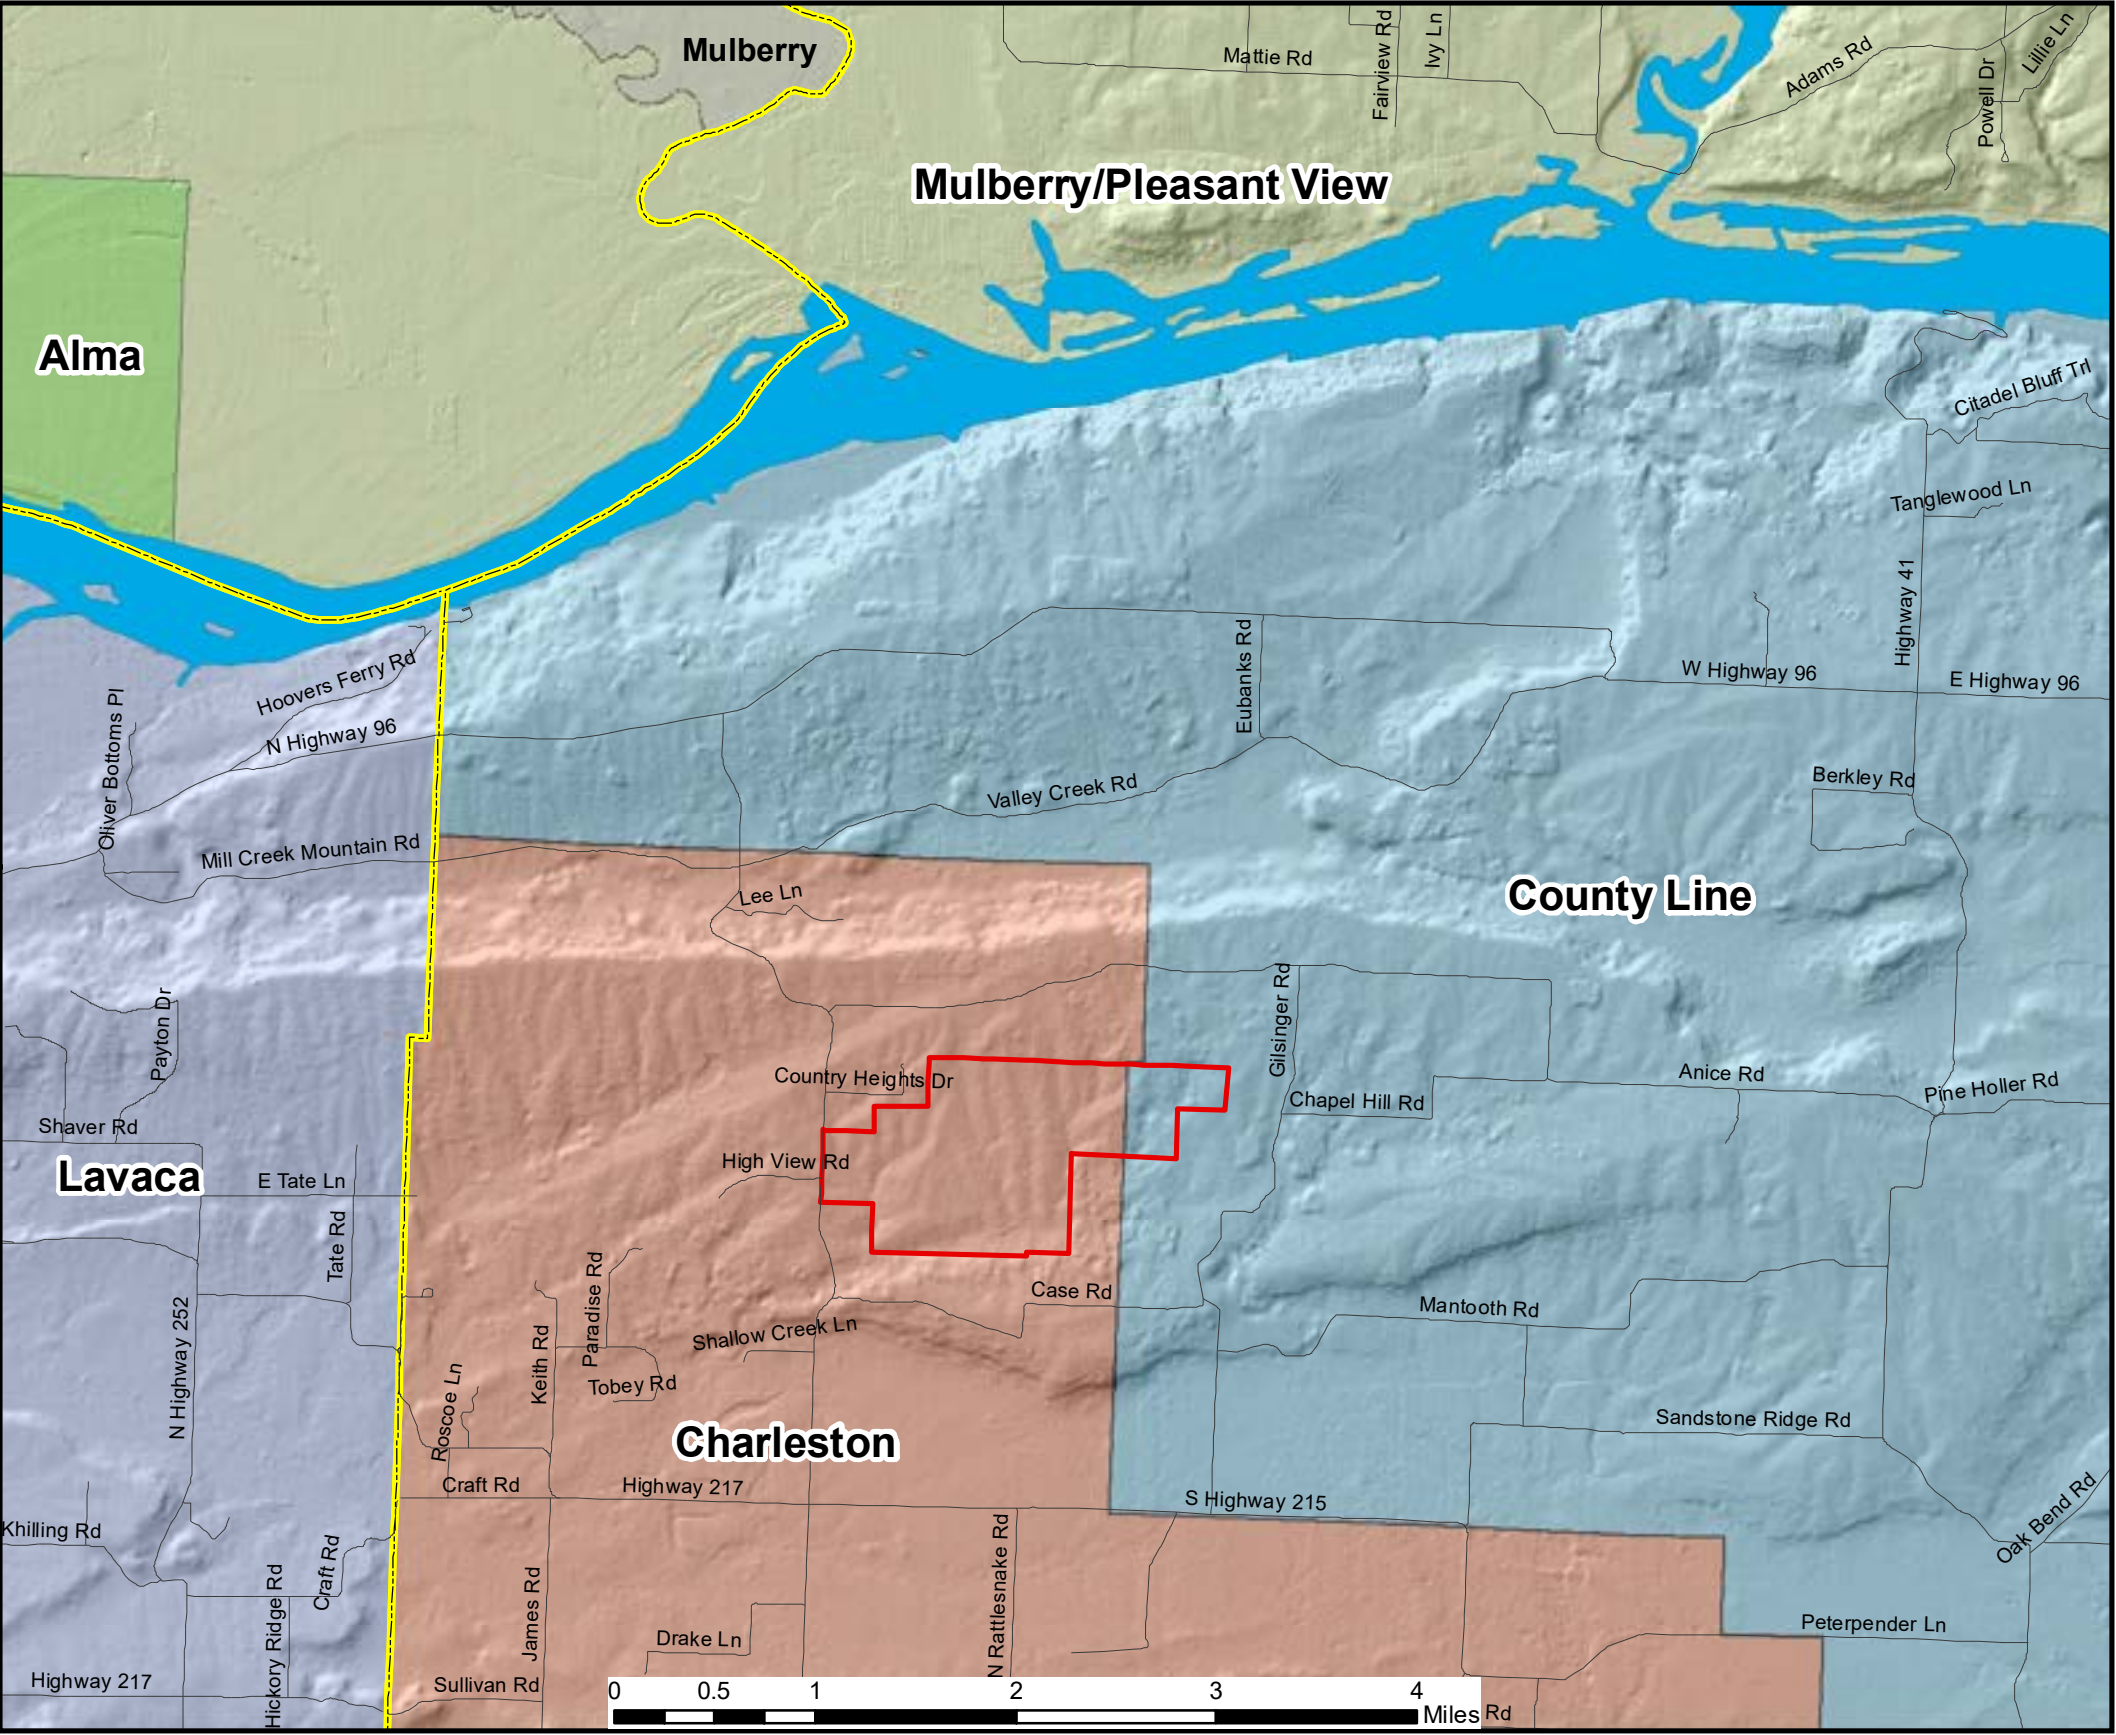 Mulberry
Mattie Rd
Fairview Rd
Ivy Ln
Adams Rd
Powell Dr
Lillie Ln
Mulberry/Pleasant View
Alma
Citadel Bluff Trl
Tanglewood Ln
Highway 41
Hoovers Ferry Rd
Eubanks Rd
W Highway 96
E Highway 96
Oliver Bottoms Pl
N Highway 96
Valley Creek Rd
Berkley Rd
Mill Creek Mountain Rd
Lee Ln
County Line
Payton Dr
Gilsinger Rd
Country Heights Dr
Anice Rd
Pine Holler Rd
Chapel Hill Rd
Shaver Rd
High View Rd
Lavaca
E Tate Ln
Tate Rd
Paradise Rd
Case Rd
Mantooth Rd
N Highway 252
Keith Rd
Shallow Creek Ln
Roscoe Ln
Tobey Rd
Sandstone Ridge Rd
Charleston
Craft Rd
Highway 217
S Highway 215
Oak Bend Rd
Khilling Rd
Craft Rd
Hickory Ridge Rd
James Rd
N Rattlesnake Rd
Drake Ln
Peterpender Ln
Highway 217
Sullivan Rd
0 0.5 1 2 3 4
Miles
Rd